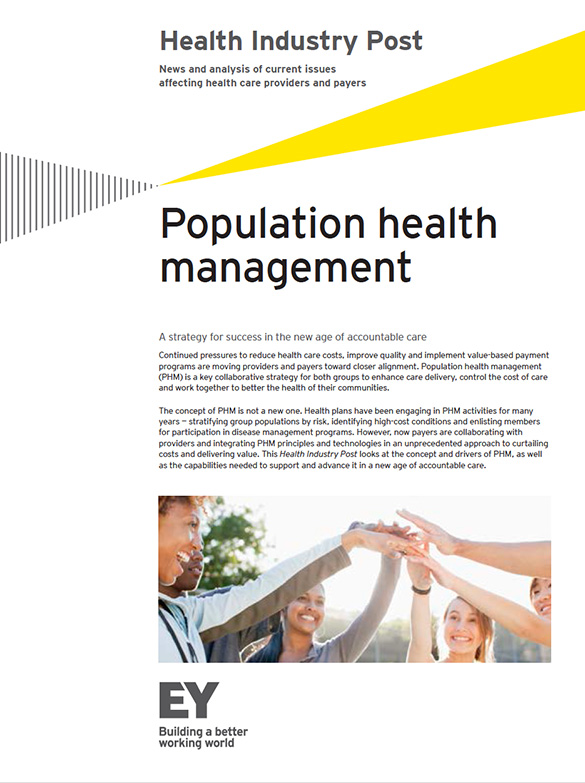 Health Industry Post
News and analysis of current issues
affecting health care providers and payers
Population health
management
A strategy for success in the new age of accountable care
Continued pressures to reduce health care costs, improve quality and implement value-based payment
programs are moving providers and payers toward closer alignment. Population health management
(PHM) is a key collaborative strategy for both groups to enhance care delivery, control the cost of care
and work together to better the health of their communities.
The concept of PHM is not a new one. Health plans have been engaging in PHM activities for many
years — stratifying group populations by risk, identifying high-cost conditions and enlisting members
for participation in disease management programs. However, now payers are collaborating with
providers and integrating PHM principles and technologies in an unprecedented approach to curtailing
costs and delivering value. This Health Industry Post looks at the concept and drivers of PHM, as well
as the capabilities needed to support and advance it in a new age of accountable care.
EY
Building a better
working world